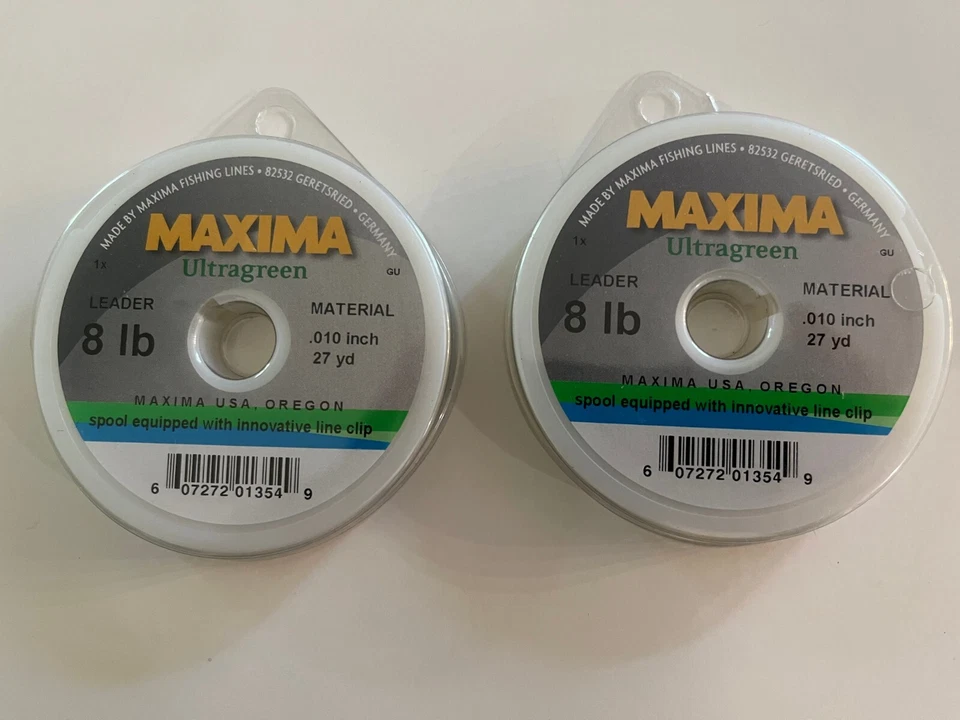 MADE BY MAXIMA FISHING LINES • 82532 GERETSRIED • GERMANY
MAXIMA
Ultragreen
1x
GU
LEADER
8 lb
MATERIAL
.010 inch
27 yd
MAXIMA USA, OREGON
spool equipped with innovative line clip
6 07272 01354 9
MADE BY MAXIMA FISHING LINES • 82532 GERETSRIED • GERMANY
MAXIMA
Ultragreen
1x
GU
LEADER
8 lb
MATERIAL
.010 inch
27 yd
MAXIMA USA, OREGON
spool equipped with innovative line clip
6 07272 01354 9